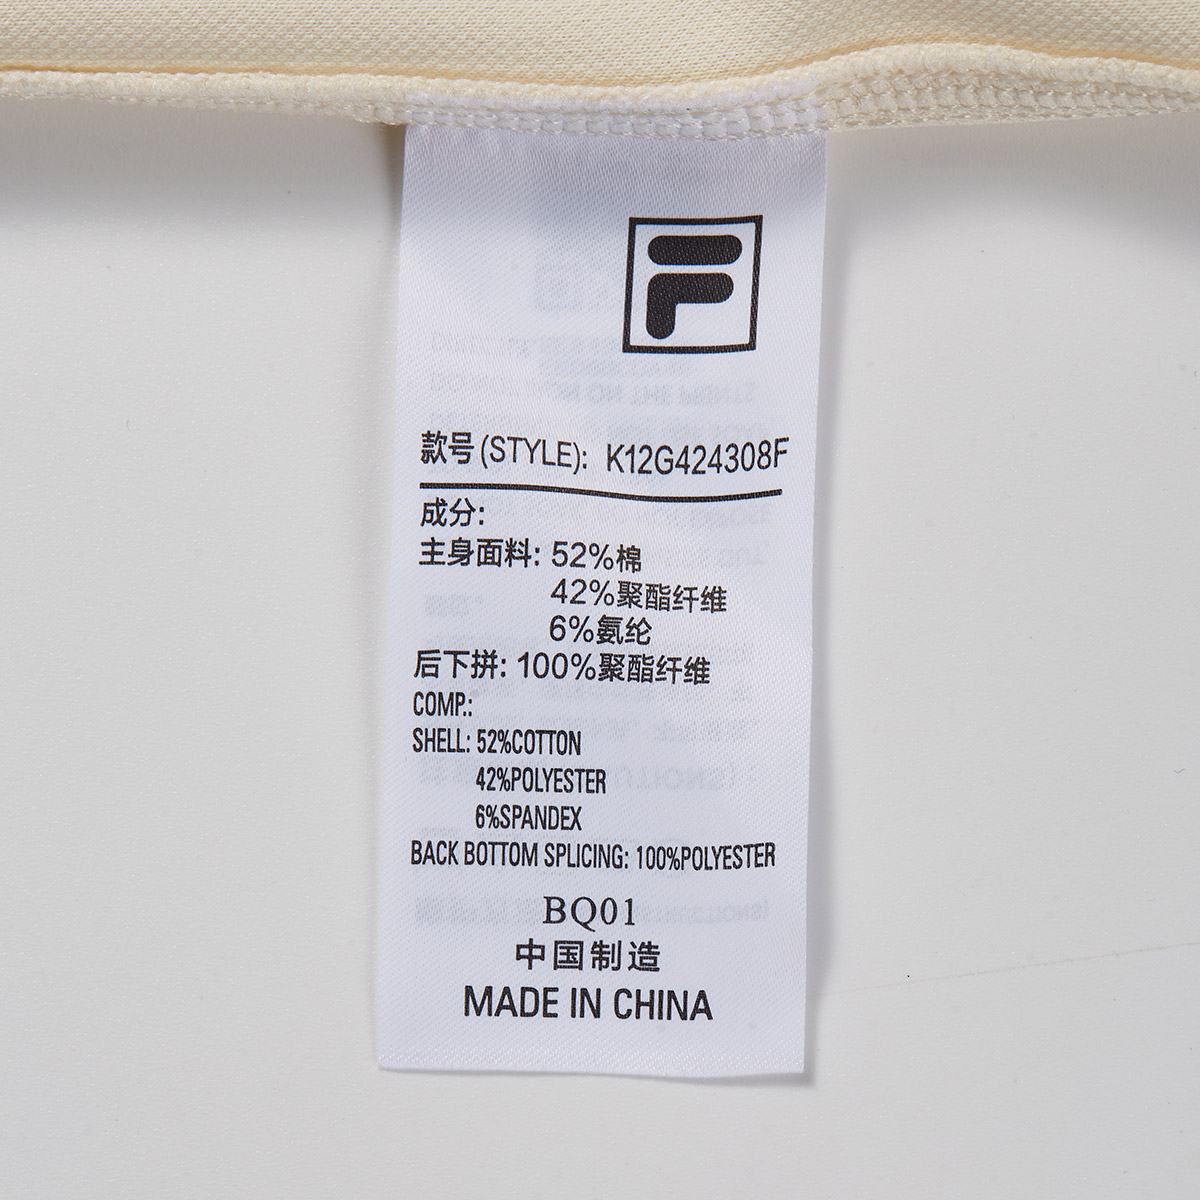 F
款号(STYLE): K12G424308F
成分:
主身面料: 52%棉
42%聚酯纤维
6%氨纶
后下拼: 100%聚酯纤维
COMP.:
SHELL: 52%COTTON
42%POLYESTER
6%SPANDEX
BACK BOTTOM SPLICING: 100%POLYESTER
BQ01
中国制造
MADE IN CHINA